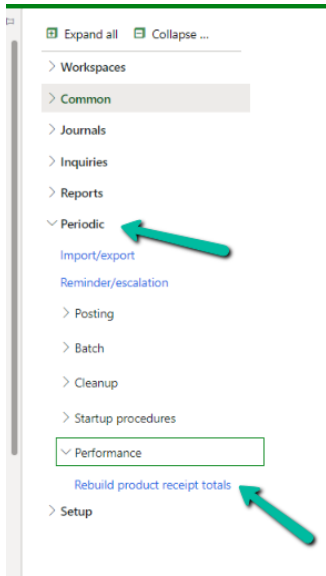 Expand all Collapse ...
Workspaces
Common
Journals
Inquiries
Reports
Periodic
Import/export
Reminder/escalation
Posting
Batch
Cleanup
Startup procedures
Performance
Rebuild product receipt totals
Setup